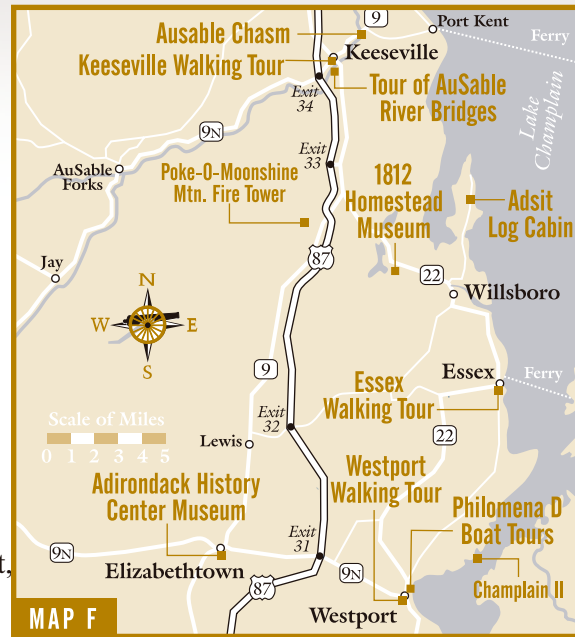 9
Port Kent
Ferry
Ausable Chasm
Keeseville
Keeseville Walking Tour
Exit
34
Tour of AuSable
River Bridges
Lake
Champlain
9N
Exit
33
AuSable
Forks
Poke-O-Moonshine
Mtn. Fire Tower
1812
Homestead
Museum
Adsit
Log Cabin
87
Jay
22
Willsboro
N
W
E
S
9
Essex
Ferry
Essex
Walking Tour
Scale of Miles
0 1 2 3 4 5
Exit
32
22
Lewis
Westport
Walking Tour
Adirondack History
Center Museum
Philomena D
Boat Tours
Exit
31
9N
Elizabethtown
9N
Champlain II
87
Westport
t,
MAP F